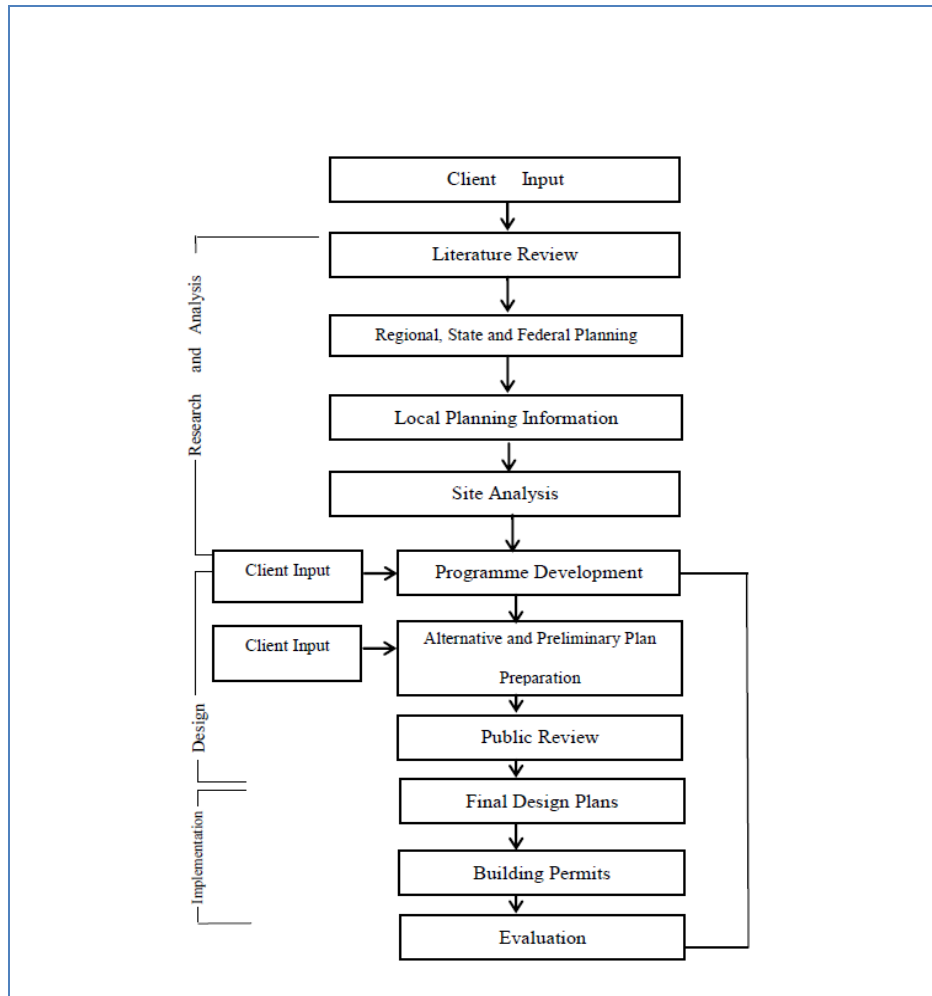 Client Input
Literature Review
Regional, State and Federal Planning
Local Planning Information
Site Analysis
Research and Analysis
Client Input
Programme Development
Client Input
Alternative and Preliminary Plan
Preparation
Public Review
Design
Final Design Plans
Building Permits
Implementation
Evaluation